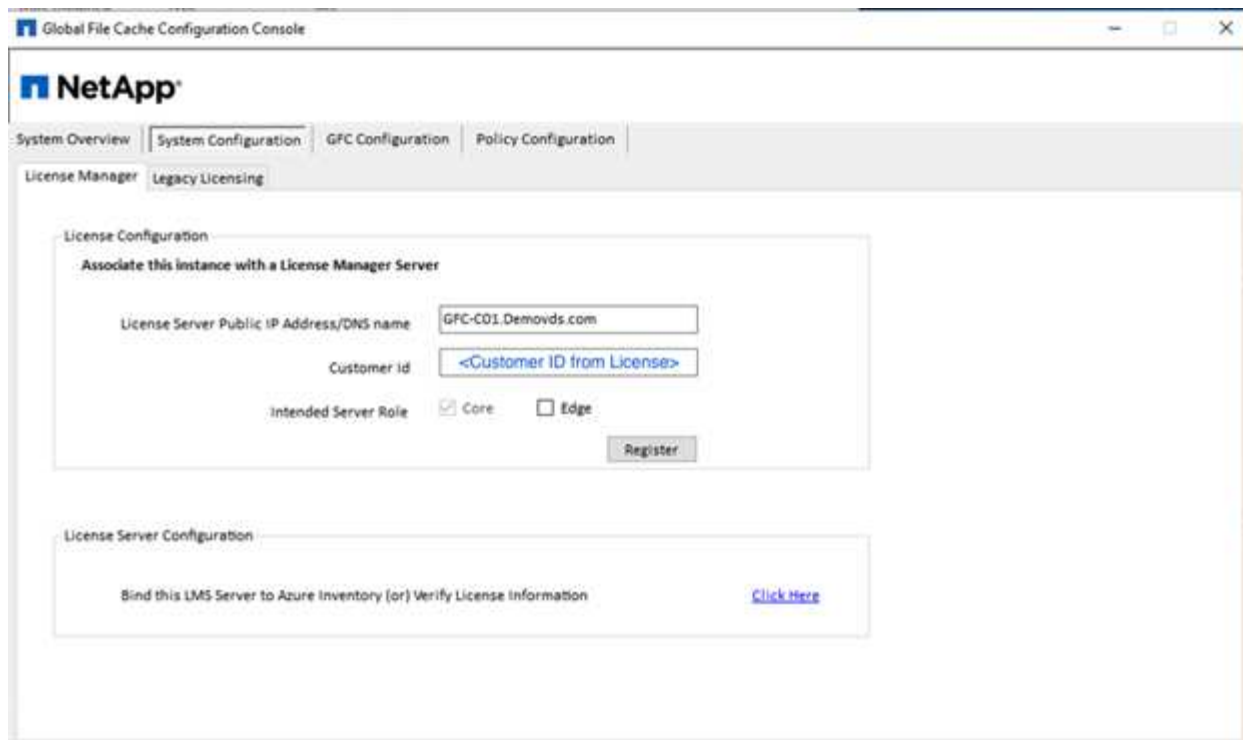 Global File Cache Configuration Console
NetApp
System Overview System Configuration GFC Configuration Policy Configuration
License Manager Legacy Licensing
License Configuration
Associate this instance with a License Manager Server
License Server Public IP Address/DNS name GFC-C01.Demovds.com
Customer Id <Customer ID from License>
Intended Server Role Core Edge
Register
License Server Configuration
Bind this LMS Server to Azure Inventory (or) Verify License Information Click Here